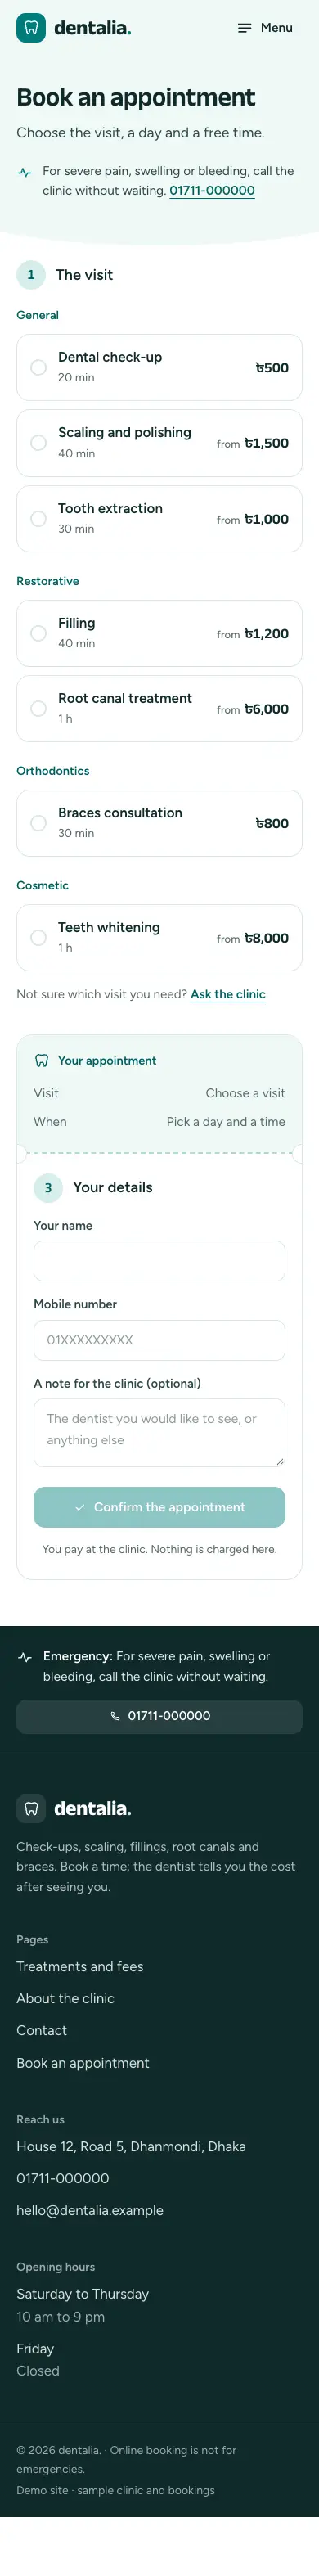 dentalia.
Menu
Book an appointment
Choose the visit, a day and a free time.
For severe pain, swelling or bleeding, call the
clinic without waiting. 01711-000000
1 The visit
General
Dental check-up
20 min
৳500
Scaling and polishing
40 min
from ৳1,500
Tooth extraction
30 min
from ৳1,000
Restorative
Filling
40 min
from ৳1,200
Root canal treatment
1 h
from ৳6,000
Orthodontics
Braces consultation
30 min
৳800
Cosmetic
Teeth whitening
1 h
from ৳8,000
Not sure which visit you need? Ask the clinic
Your appointment
Visit Choose a visit
When Pick a day and a time
3 Your details
Your name
Mobile number
01XXXXXXXXX
A note for the clinic (optional)
The dentist you would like to see, or
anything else
Confirm the appointment
You pay at the clinic. Nothing is charged here.
Emergency: For severe pain, swelling or
bleeding, call the clinic without waiting.
01711-000000
dentalia.
Check-ups, scaling, fillings, root canals and
braces. Book a time; the dentist tells you the cost
after seeing you.
Pages
Treatments and fees
About the clinic
Contact
Book an appointment
Reach us
House 12, Road 5, Dhanmondi, Dhaka
01711-000000
hello@dentalia.example
Opening hours
Saturday to Thursday
10 am to 9 pm
Friday
Closed
© 2026 dentalia. · Online booking is not for
emergencies.
Demo site · sample clinic and bookings